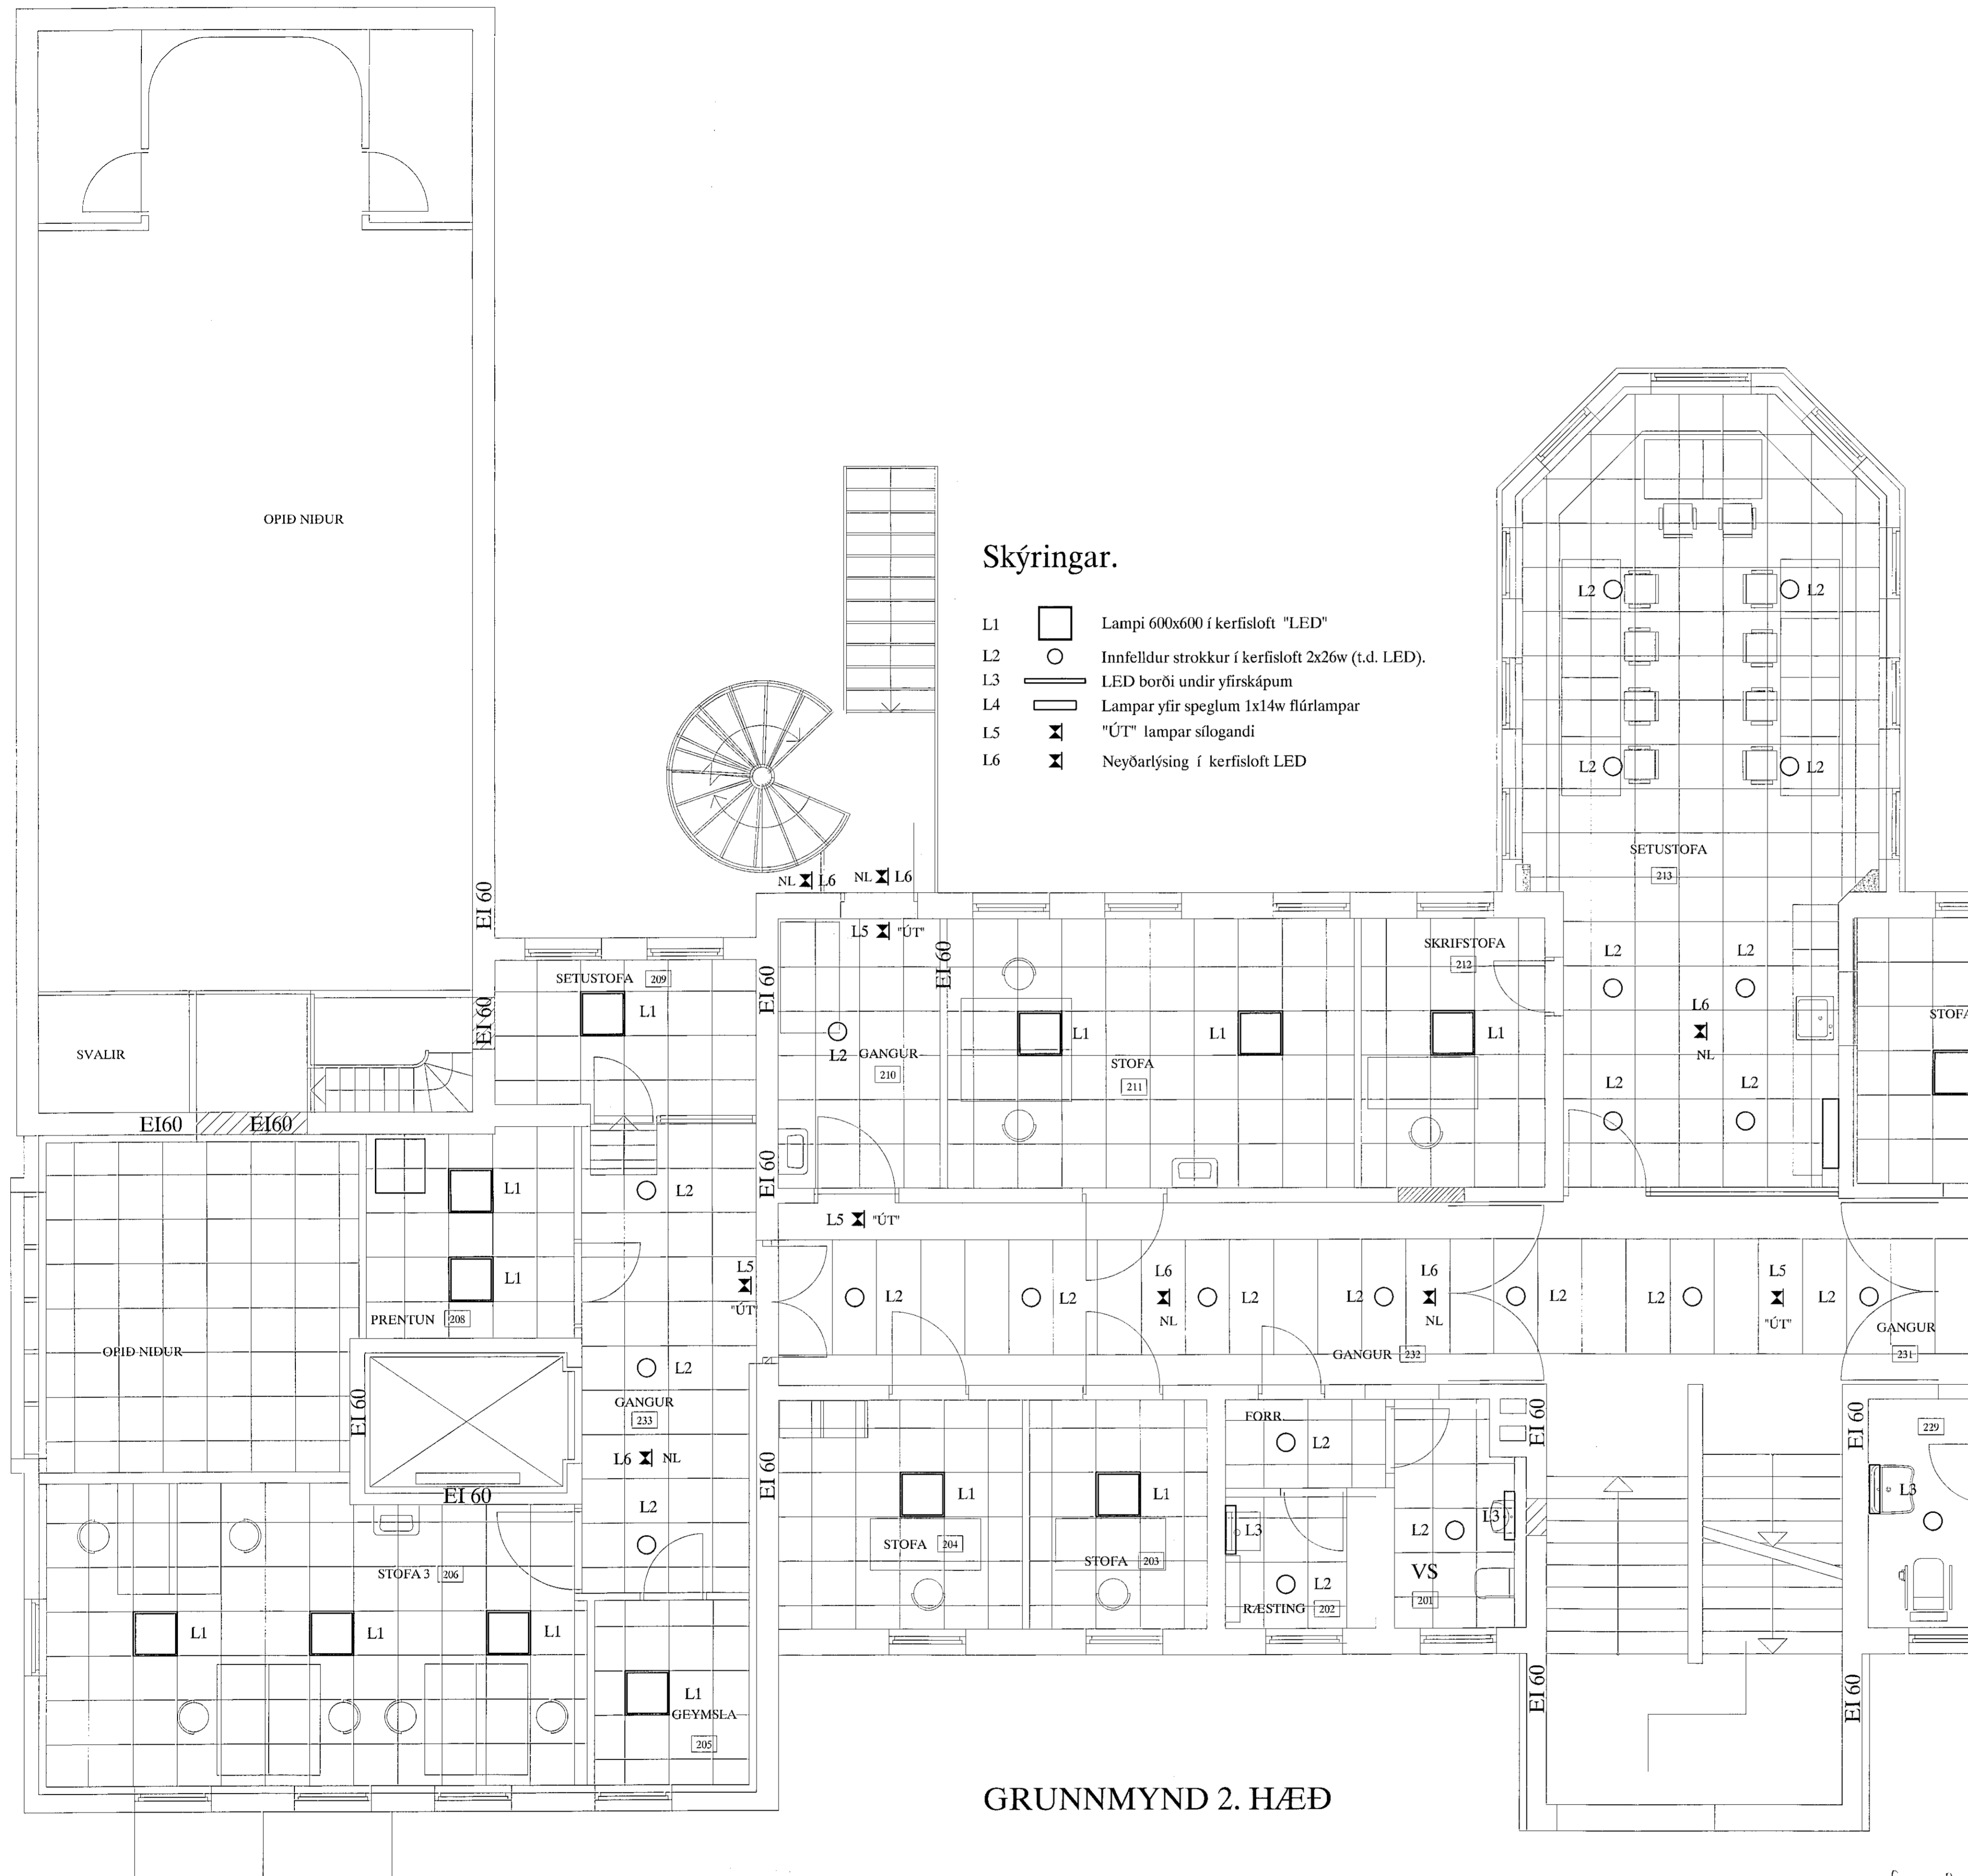 OPIÐ NIÐUR
Skýringar.
L1 Lampi 600x600 í kerfisloft "LED"
L2 Innfelldur strokkur í kerfisloft 2x26w (t.d. LED).
L3 LED borði undir yfirskápum
L4 Lampar yfir speglum 1x14w flúrlampar
L5 "ÚT" lampar sílogandi
L6 Neyðarlýsing í kerfisloft LED
L2 L2
L2 L2
SETUSTOFA
213
EI 60
NL L6 NL L6
L5 "ÚT"
EI 60
SKRIFSTOFA
212
L2 L2
SETUSTOFA 209
EI 60
L1
EI 60
L6
NL
STOFA
SVALIR
L2 GANGUR
210
L1 L1 L1
STOFA
211
L2 L2
EI60 EI60
EI 60
L1
L2
L5 "ÚT"
L1
L5
"ÚT"
L2 L2
L6
NL
L2 L2
L6
NL
L2 L2
L5
"ÚT"
L2
GANGUR
231
PRENTUN 208
OPIÐ NIÐUR
L2
GANGUR 232
EI 60
GANGUR
233
FORR.
L2
EI 60
EI 60
229
L6 NL
EI 60
EI 60
L2
L1 L1
L3
L2
L3
L3
STOFA 204
STOFA 203
STOFA 3 206
L2
RÆSTING 202
VS
201
L1 L1 L1
L1
GEYMSLA
205
EI 60
EI 60
GRUNNMYND 2. HÆÐ